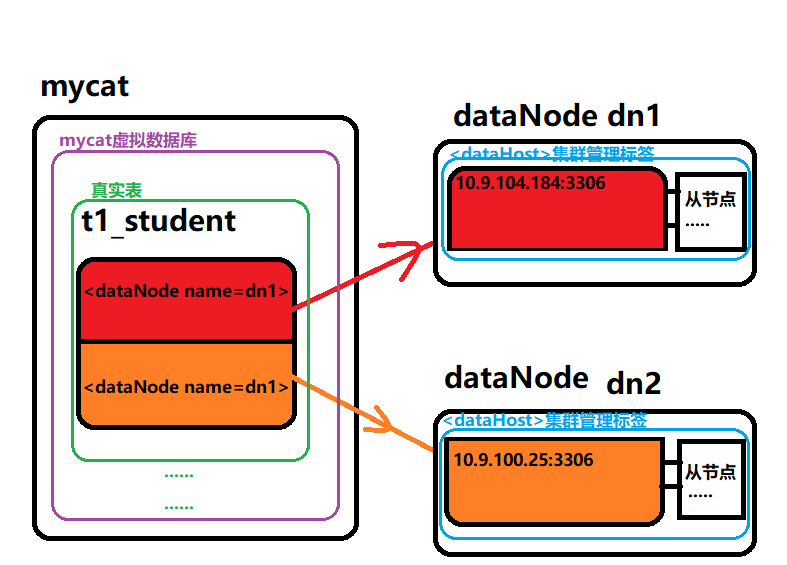 mycat
mycat虚拟数据库
真实表
t1_student
<dataNode name=dn1>
<dataNode name=dn1>
......
......
dataNode dn1
<dataHost>集群管理标签
10.9.104.184:3306
从节点
.....
dataNode dn2
<dataHost>集群管理标签
10.9.100.25:3306
从节点
.....